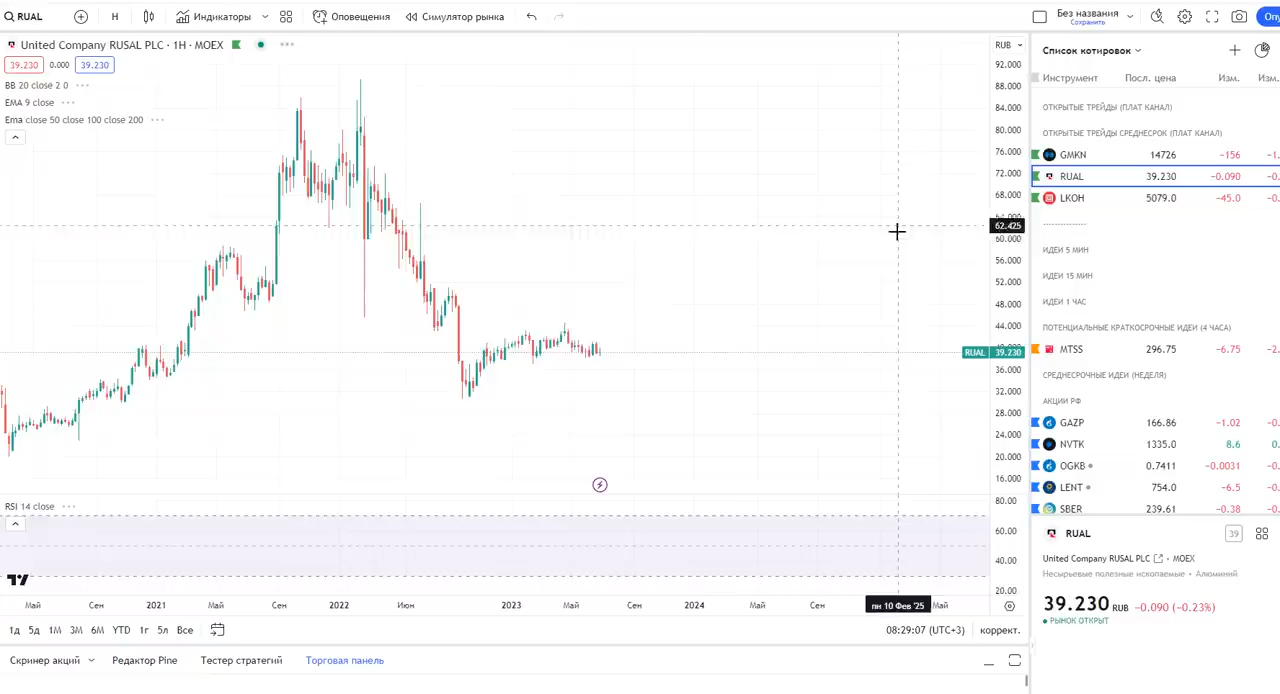 RUAL
Н
Индикаторы
Оповещения
Симулятор рынка
Без названия
Сохранить
United Company RUSAL PLC · 1Н · MOEX
39.230 0.000 39.230
BB 20 close 2 0
EMA 9 close
Ema close 50 close 100 close 200
RUB
92.000
88.000
84.000
80.000
76.000
72.000
68.000
62.425
60.000
56.000
52.000
48.000
44.000
RUAL 39.230
36.000
32.000
28.000
24.000
20.000
16.000
RSI 14 close
80.00
60.00
40.00
20.00
Май Сен 2021 Май Сен 2022 Июн 2023 Май Сен 2024 Май Сен пн 10 Фев '25 Май
1д 5д 1М 3М 6М YTD 1г 5л Все
08:29:07 (UTC+3) коррект.
Скринер акций Редактор Pine Тестер стратегий Торговая панель
Список котировок
Инструмент Посл. цена Изм. Изм.
ОТКРЫТЫЕ ТРЕЙДЫ (ПЛАТ КАНАЛ)
ОТКРЫТЫЕ ТРЕЙДЫ СРЕДНЕСРОК (ПЛАТ КАНАЛ)
GMKN 14726 −156
RUAL 39.230 −0.090
LKOH 5079.0 −45.0
---------------
ИДЕИ 5 МИН
ИДЕИ 15 МИН
ИДЕИ 1 ЧАС
ПОТЕНЦИАЛЬНЫЕ КРАТКОСРОЧНЫЕ ИДЕИ (4 ЧАСА)
MTSS 296.75 −6.75
СРЕДНЕСРОЧНЫЕ ИДЕИ (НЕДЕЛЯ)
АКЦИИ РФ
GAZP 166.86 −1.02
NVTK 1335.0 8.6
OGKB 0.7411 −0.0031
LENT 754.0 −6.5
SBER 239.61 −0.38
RUAL
39
United Company RUSAL PLC · MOEX
Несырьевые полезные ископаемые • Алюминий
39.230 RUB −0.090 (−0.23%)
РЫНОК ОТКРЫТ